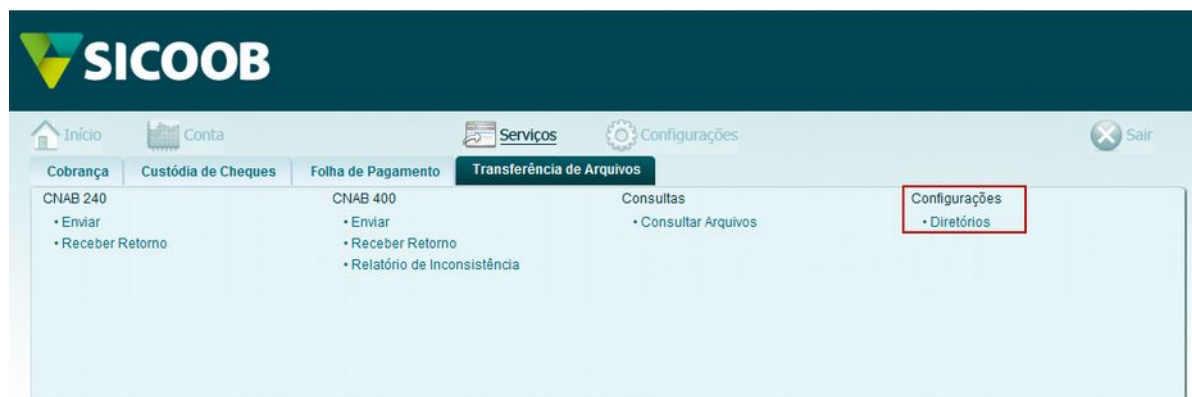 SICOOB
Início Conta Serviços Configurações Sair
Cobrança Custódia de Cheques Folha de Pagamento Transferência de Arquivos
CNAB 240 CNAB 400 Consultas Configurações
• Enviar • Enviar • Consultar Arquivos • Diretórios
• Receber Retorno • Receber Retorno
• Relatório de Inconsistência